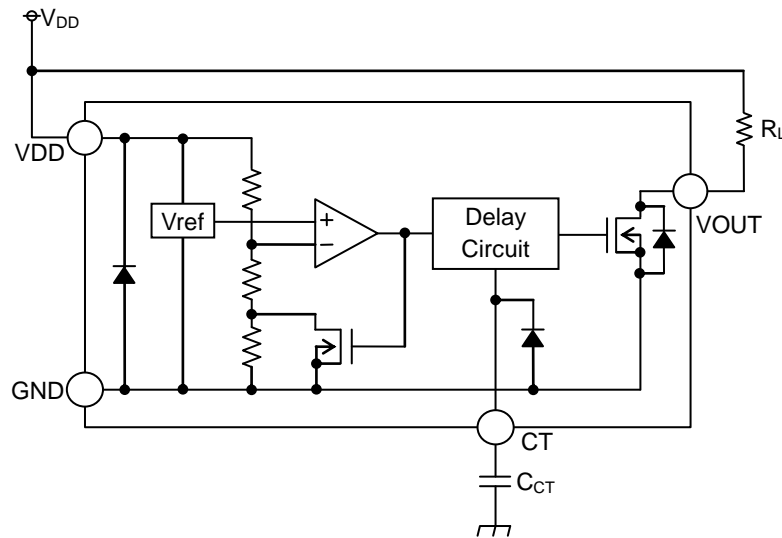 VDD
RL
VDD
Vref
+
−
Delay
Circuit
VOUT
GND
CT
CCT